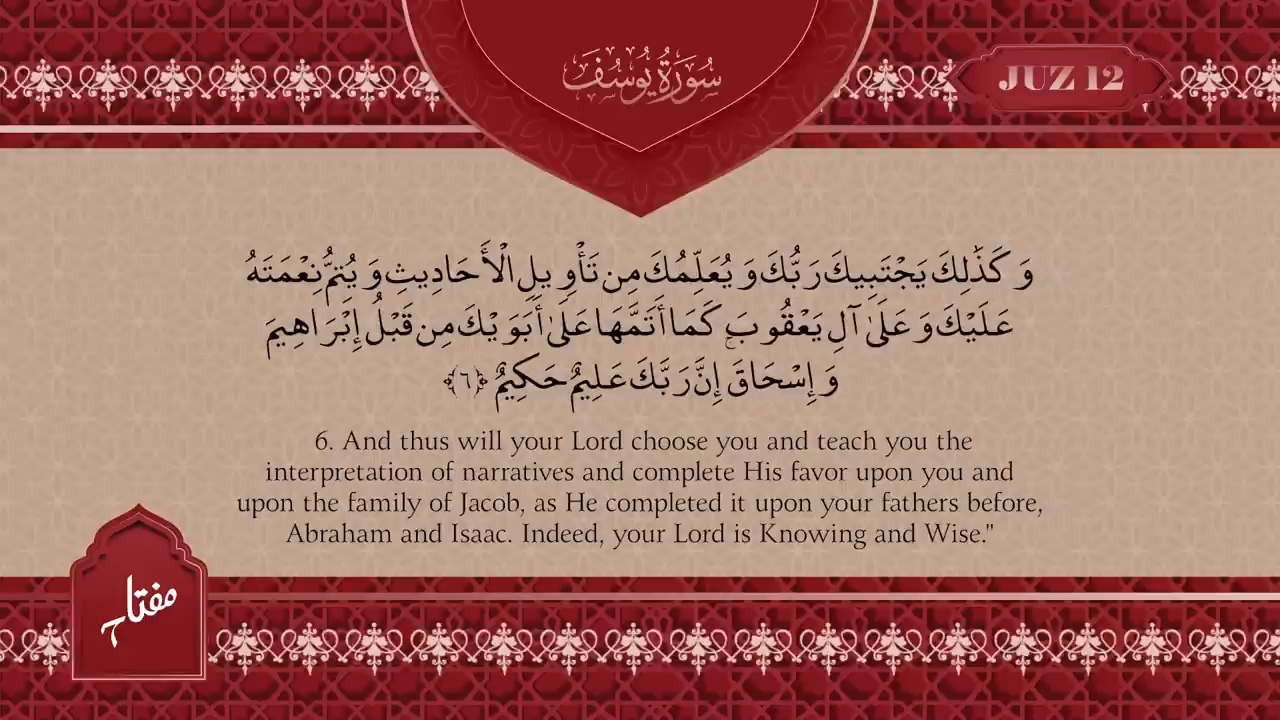 سُورَةُ يُوسُفَ
JUZ 12
وَكَذَٰلِكَ يَجْتَبِيكَ رَبُّكَ وَيُعَلِّمُكَ مِن تَأْوِيلِ الْأَحَادِيثِ وَيُتِمُّ نِعْمَتَهُ
عَلَيْكَ وَعَلَىٰ آلِ يَعْقُوبَ كَمَا أَتَمَّهَا عَلَىٰ أَبَوَيْكَ مِن قَبْلُ إِبْرَاهِيمَ
وَإِسْحَاقَ ۚ إِنَّ رَبَّكَ عَلِيمٌ حَكِيمٌ ﴿٦﴾
6. And thus will your Lord choose you and teach you the
interpretation of narratives and complete His favor upon you and
upon the family of Jacob, as He completed it upon your fathers before,
Abraham and Isaac. Indeed, your Lord is Knowing and Wise."
مفتاح